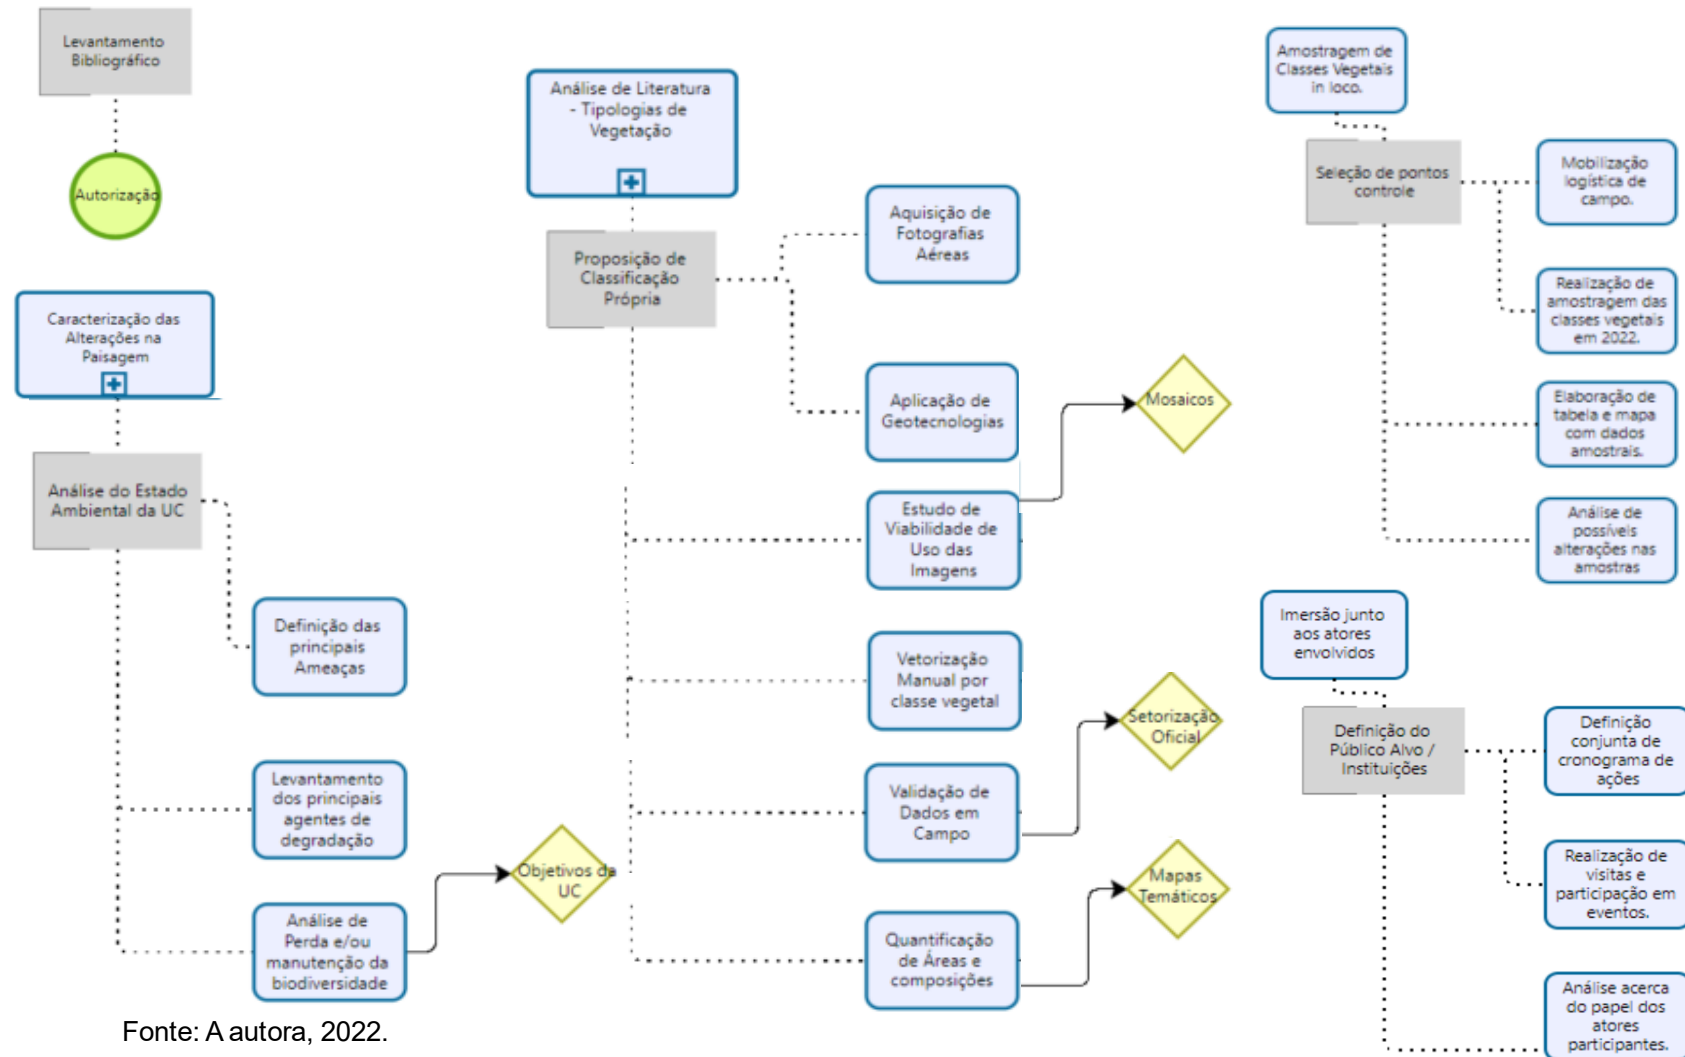 Levantamento
Bibliográfico
Autorização
Caracterização das
Alterações na
Paisagem
Análise do Estado
Ambiental da UC
Definição das
principais
Ameaças
Levantamento
dos principais
agentes de
degradação
Análise de
Perda e/ou
manutenção da
biodiversidade
Objetivos da
UC
Análise de Literatura
- Tipologias de
Vegetação
Proposição de
Classificação
Própria
Aquisição de
Fotografias
Aéreas
Aplicação de
Geotecnologias
Estudo de
Viabilidade de
Uso das
Imagens
Mosaicos
Vetorização
Manual por
classe vegetal
Validação de
Dados em
Campo
Setorização
Oficial
Quantificação
de Áreas e
composições
Mapas
Temáticos
Amostragem de
Classes Vegetais
in loco.
Seleção de pontos
controle
Mobilização
logística de
campo.
Realização de
amostragem das
classes vegetais
em 2022.
Elaboração de
tabela e mapa
com dados
amostrais.
Análise de
possíveis
alterações nas
amostras
Imersão junto
aos atores
envolvidos
Definição do
Público Alvo /
Instituições
Definição
conjunta de
cronograma de
ações
Realização de
visitas e
participação em
eventos.
Análise acerca
do papel dos
atores
participantes.
Fonte: A autora, 2022.